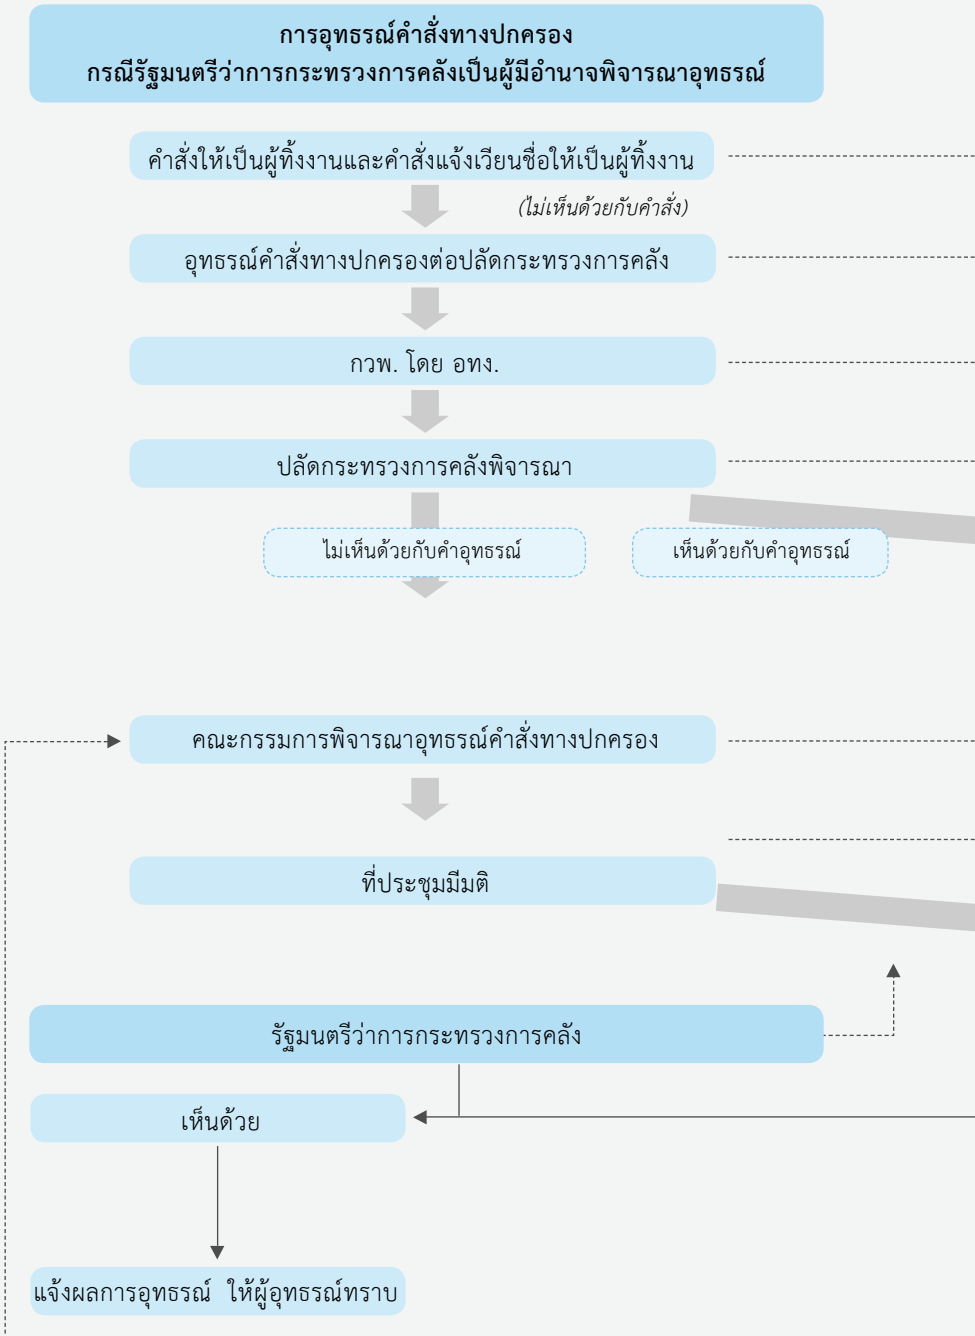 การอุทธรณ์คำสั่งทางปกครอง
กรณีรัฐมนตรีว่าการกระทรวงการคลังเป็นผู้มีอำนาจพิจารณาอุทธรณ์
คำสั่งให้เป็นผู้ทิ้งงานและคำสั่งแจ้งเวียนชื่อให้เป็นผู้ทิ้งงาน
(ไม่เห็นด้วยกับคำสั่ง)
อุทธรณ์คำสั่งทางปกครองต่อปลัดกระทรวงการคลัง
กวพ. โดย อทง.
ปลัดกระทรวงการคลังพิจารณา
ไม่เห็นด้วยกับคำอุทธรณ์
เห็นด้วยกับคำอุทธรณ์
คณะกรรมการพิจารณาอุทธรณ์คำสั่งทางปกครอง
ที่ประชุมมีมติ
รัฐมนตรีว่าการกระทรวงการคลัง
เห็นด้วย
แจ้งผลการอุทธรณ์ ให้ผู้อุทธรณ์ทราบ